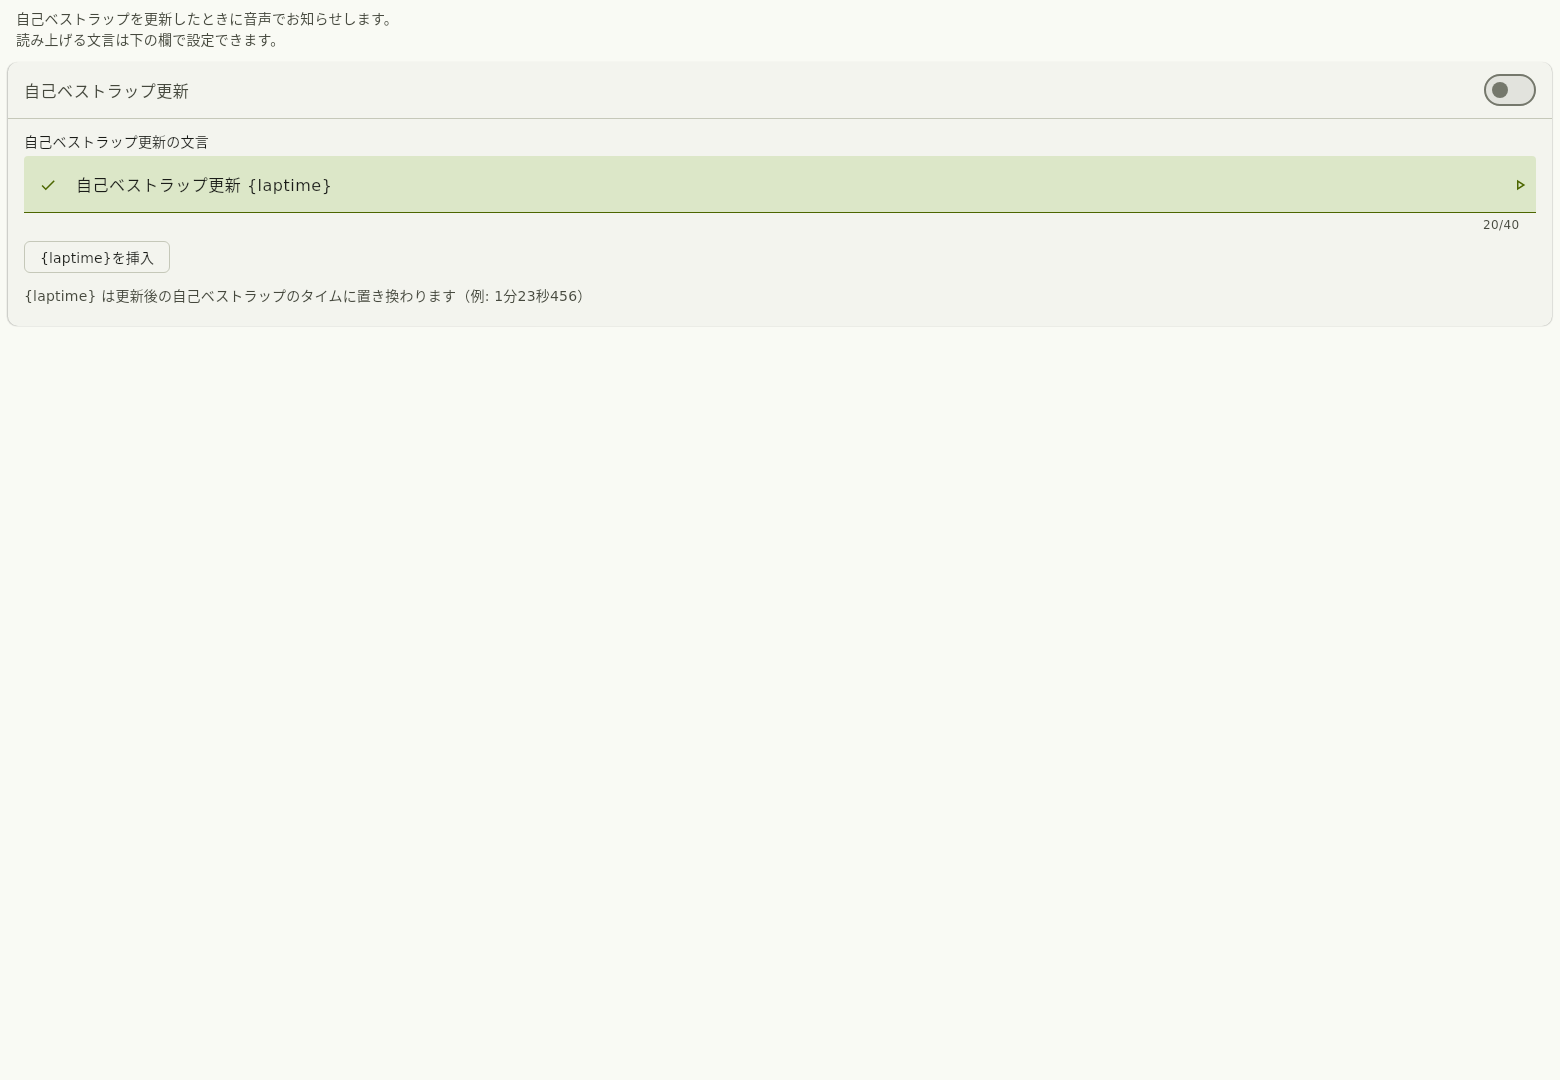 自己ベストラップを更新したときに音声でお知らせします。
読み上げる文言は下の欄で設定できます。
自己ベストラップ更新
自己ベストラップ更新の文言
自己ベストラップ更新 {laptime}
20/40
{laptime}を挿入
{laptime} は更新後の自己ベストラップのタイムに置き換わります（例: 1分23秒456）